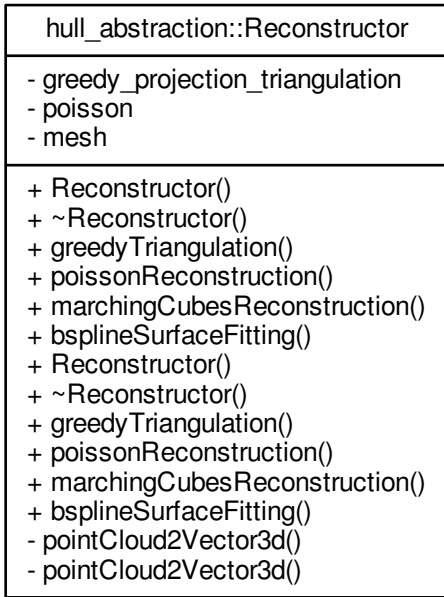 hull_abstraction::Reconstructor
- greedy_projection_triangulation
- poisson
- mesh
+ Reconstructor()
+ ~Reconstructor()
+ greedyTriangulation()
+ poissonReconstruction()
+ marchingCubesReconstruction()
+ bsplineSurfaceFitting()
+ Reconstructor()
+ ~Reconstructor()
+ greedyTriangulation()
+ poissonReconstruction()
+ marchingCubesReconstruction()
+ bsplineSurfaceFitting()
- pointCloud2Vector3d()
- pointCloud2Vector3d()